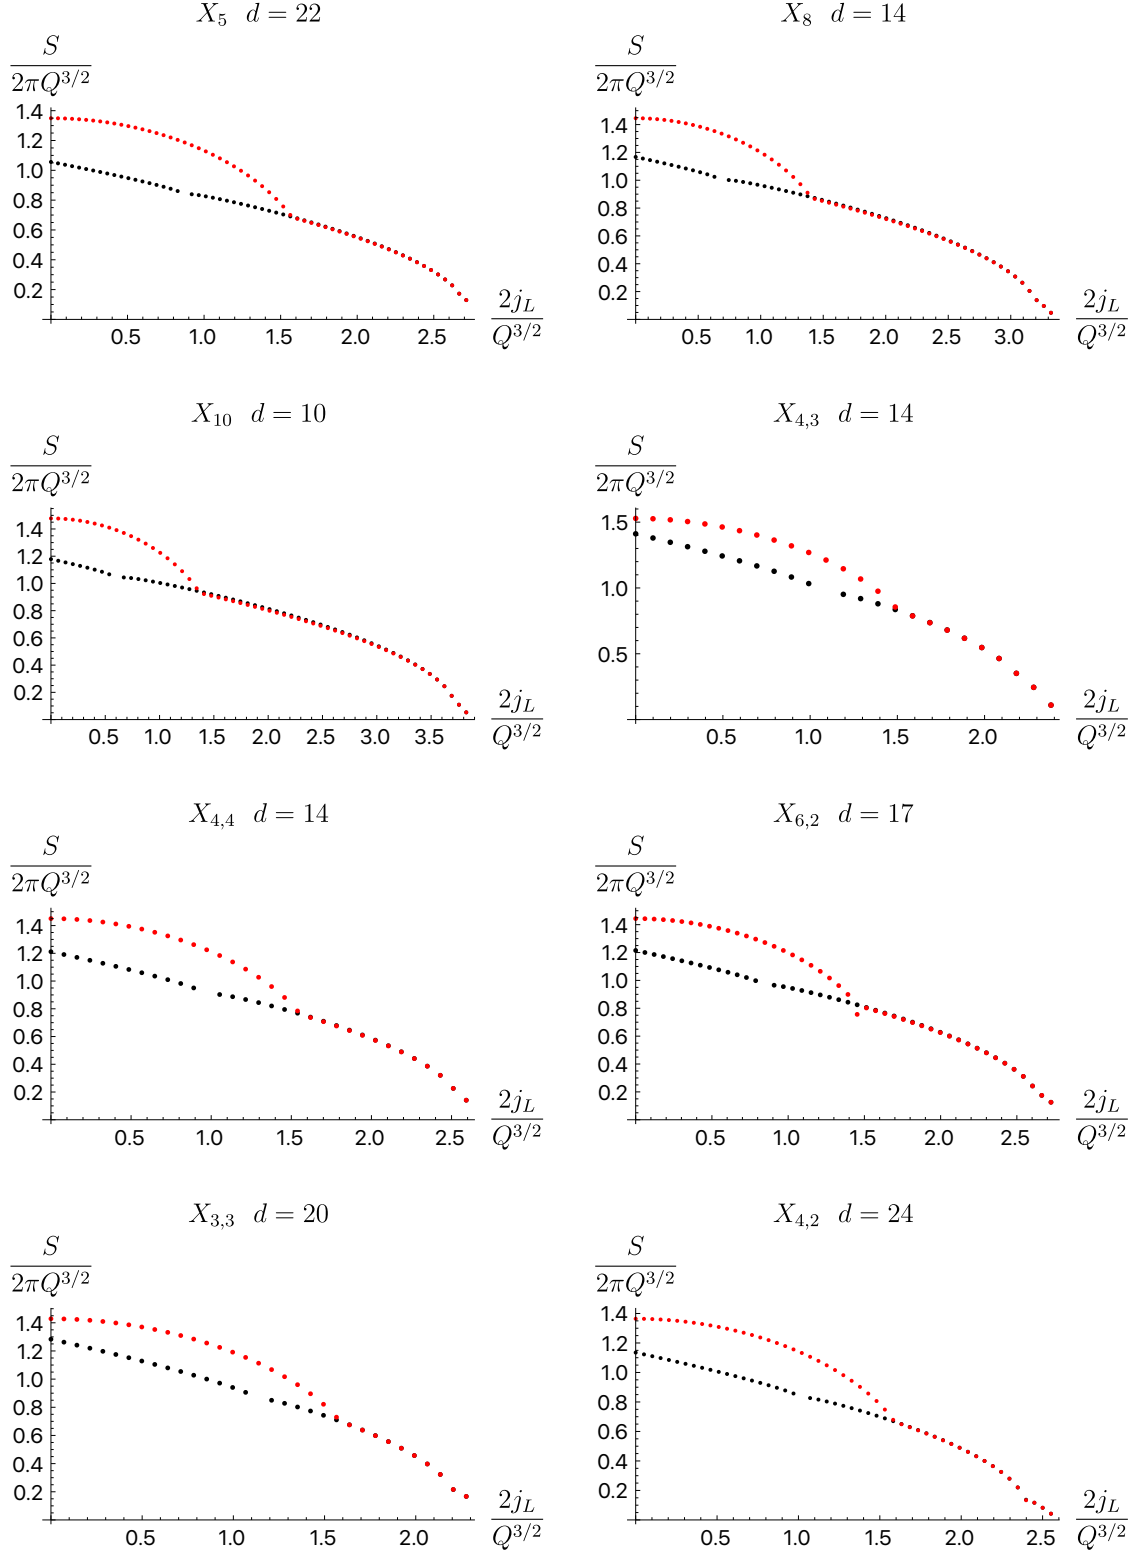 X_5 d = 22
S
2πQ^{3/2}
1.4
1.2
1.0
0.8
0.6
0.4
0.2
0.5 1.0 1.5 2.0 2.5
2j_L
Q^{3/2}
X_8 d = 14
S
2πQ^{3/2}
1.4
1.2
1.0
0.8
0.6
0.4
0.2
0.5 1.0 1.5 2.0 2.5 3.0
2j_L
Q^{3/2}
X_{10} d = 10
S
2πQ^{3/2}
1.4
1.2
1.0
0.8
0.6
0.4
0.2
0.5 1.0 1.5 2.0 2.5 3.0 3.5
2j_L
Q^{3/2}
X_{4,3} d = 14
S
2πQ^{3/2}
1.5
1.0
0.5
0.5 1.0 1.5 2.0
2j_L
Q^{3/2}
X_{4,4} d = 14
S
2πQ^{3/2}
1.4
1.2
1.0
0.8
0.6
0.4
0.2
0.5 1.0 1.5 2.0 2.5
2j_L
Q^{3/2}
X_{6,2} d = 17
S
2πQ^{3/2}
1.4
1.2
1.0
0.8
0.6
0.4
0.2
0.5 1.0 1.5 2.0 2.5
2j_L
Q^{3/2}
X_{3,3} d = 20
S
2πQ^{3/2}
1.4
1.2
1.0
0.8
0.6
0.4
0.2
0.5 1.0 1.5 2.0
2j_L
Q^{3/2}
X_{4,2} d = 24
S
2πQ^{3/2}
1.4
1.2
1.0
0.8
0.6
0.4
0.2
0.5 1.0 1.5 2.0 2.5
2j_L
Q^{3/2}